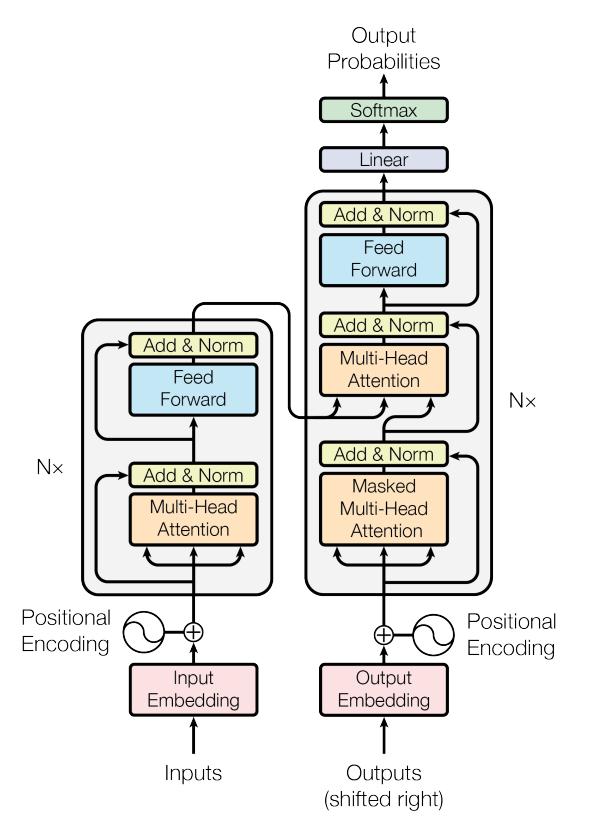 Output
Probabilities
Softmax
Linear
Add & Norm
Feed
Forward
Add & Norm
Multi-Head
Attention
Add & Norm
Masked
Multi-Head
Attention
N×
Positional
Encoding
Output
Embedding
Outputs
(shifted right)
Add & Norm
Feed
Forward
Add & Norm
Multi-Head
Attention
N×
Positional
Encoding
Input
Embedding
Inputs